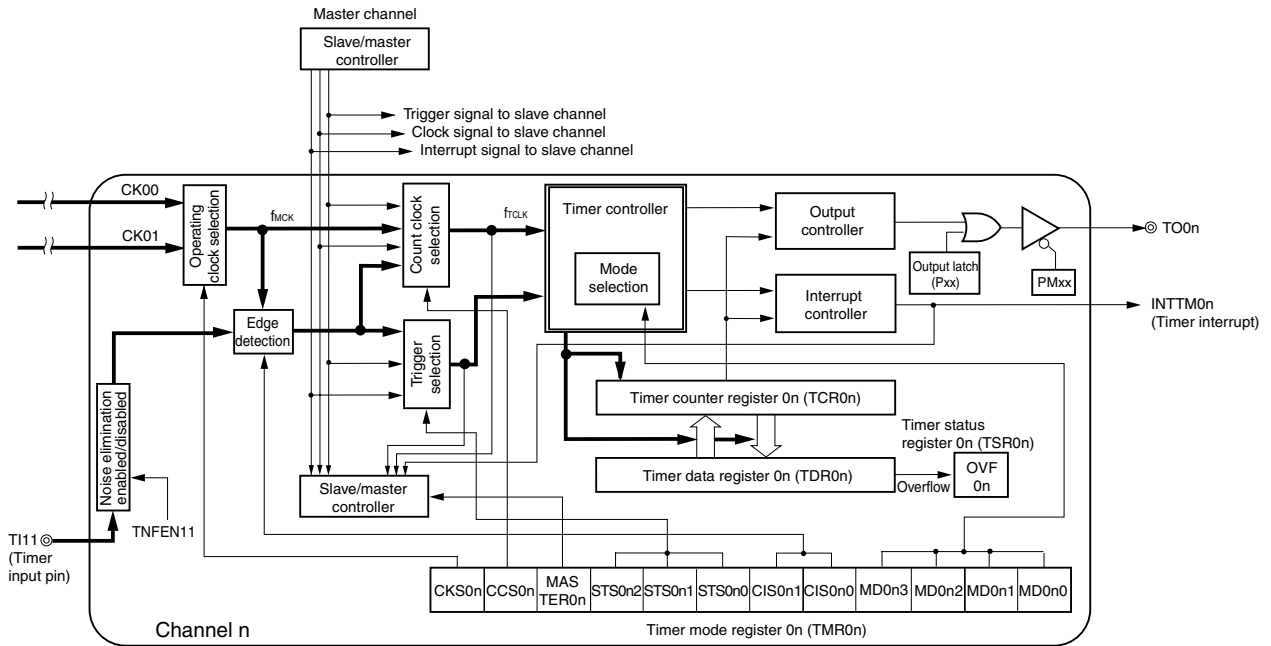 Master channel
Slave/master
controller
Trigger signal to slave channel
Clock signal to slave channel
Interrupt signal to slave channel
CK00
CK01
Operating
clock selection
fMCK
Count clock
selection
fTCLK
Timer controller
Mode
selection
Output
controller
Output latch
(Pxx)
PMxx
TO0n
Interrupt
controller
INTTM0n
(Timer interrupt)
Edge
detection
Trigger
selection
Noise elimination
enabled/disabled
TNFEN11
TI11
(Timer
input pin)
Slave/master
controller
Timer counter register 0n (TCR0n)
Timer status
register 0n (TSR0n)
Timer data register 0n (TDR0n)
Overflow
OVF
0n
CKS0n
CCS0n
MAS
TER0n
STS0n2
STS0n1
STS0n0
CIS0n1
CIS0n0
MD0n3
MD0n2
MD0n1
MD0n0
Channel n
Timer mode register 0n (TMR0n)